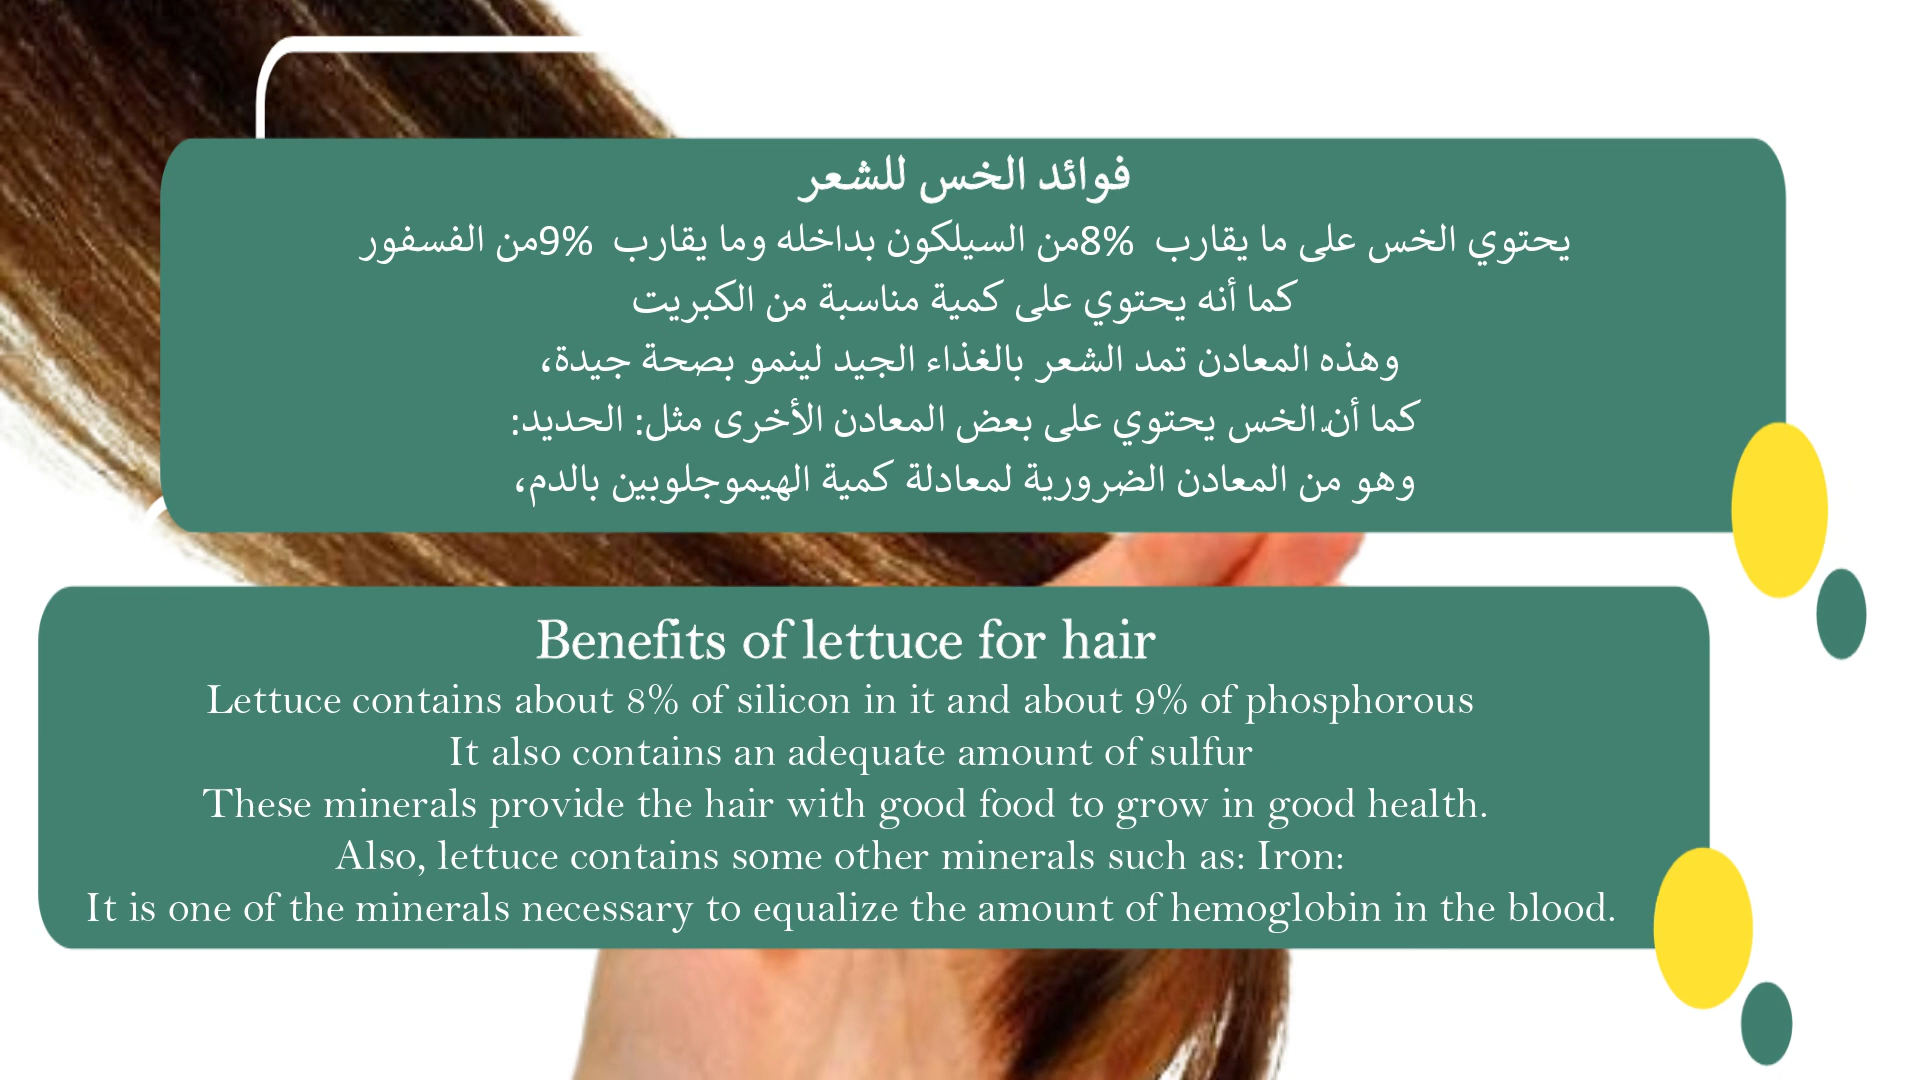 فوائد الخس للشعر
يحتوي الخس على ما يقارب 8%من السيلكون بداخله وما يقارب 9%من الفسفور
كما أنه يحتوي على كمية مناسبة من الكبريت
وهذه المعادن تمد الشعر بالغذاء الجيد لينمو بصحة جيدة،
كما أن الخس يحتوي على بعض المعادن الأخرى مثل: الحديد:
وهو من المعادن الضرورية لمعادلة كمية الهيموجلوبين بالدم،
Benefits of lettuce for hair
Lettuce contains about 8% of silicon in it and about 9% of phosphorous
It also contains an adequate amount of sulfur
These minerals provide the hair with good food to grow in good health.
Also, lettuce contains some other minerals such as: Iron:
It is one of the minerals necessary to equalize the amount of hemoglobin in the blood.